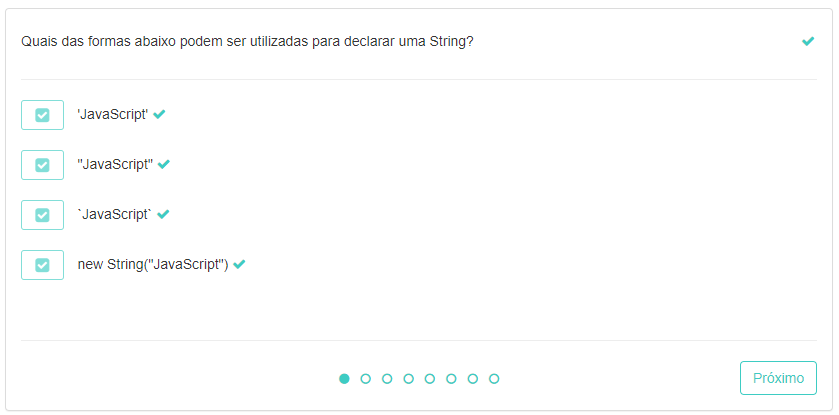 Quais das formas abaixo podem ser utilizadas para declarar uma String?
'JavaScript'
"JavaScript"
`JavaScript`
new String("JavaScript")
Próximo